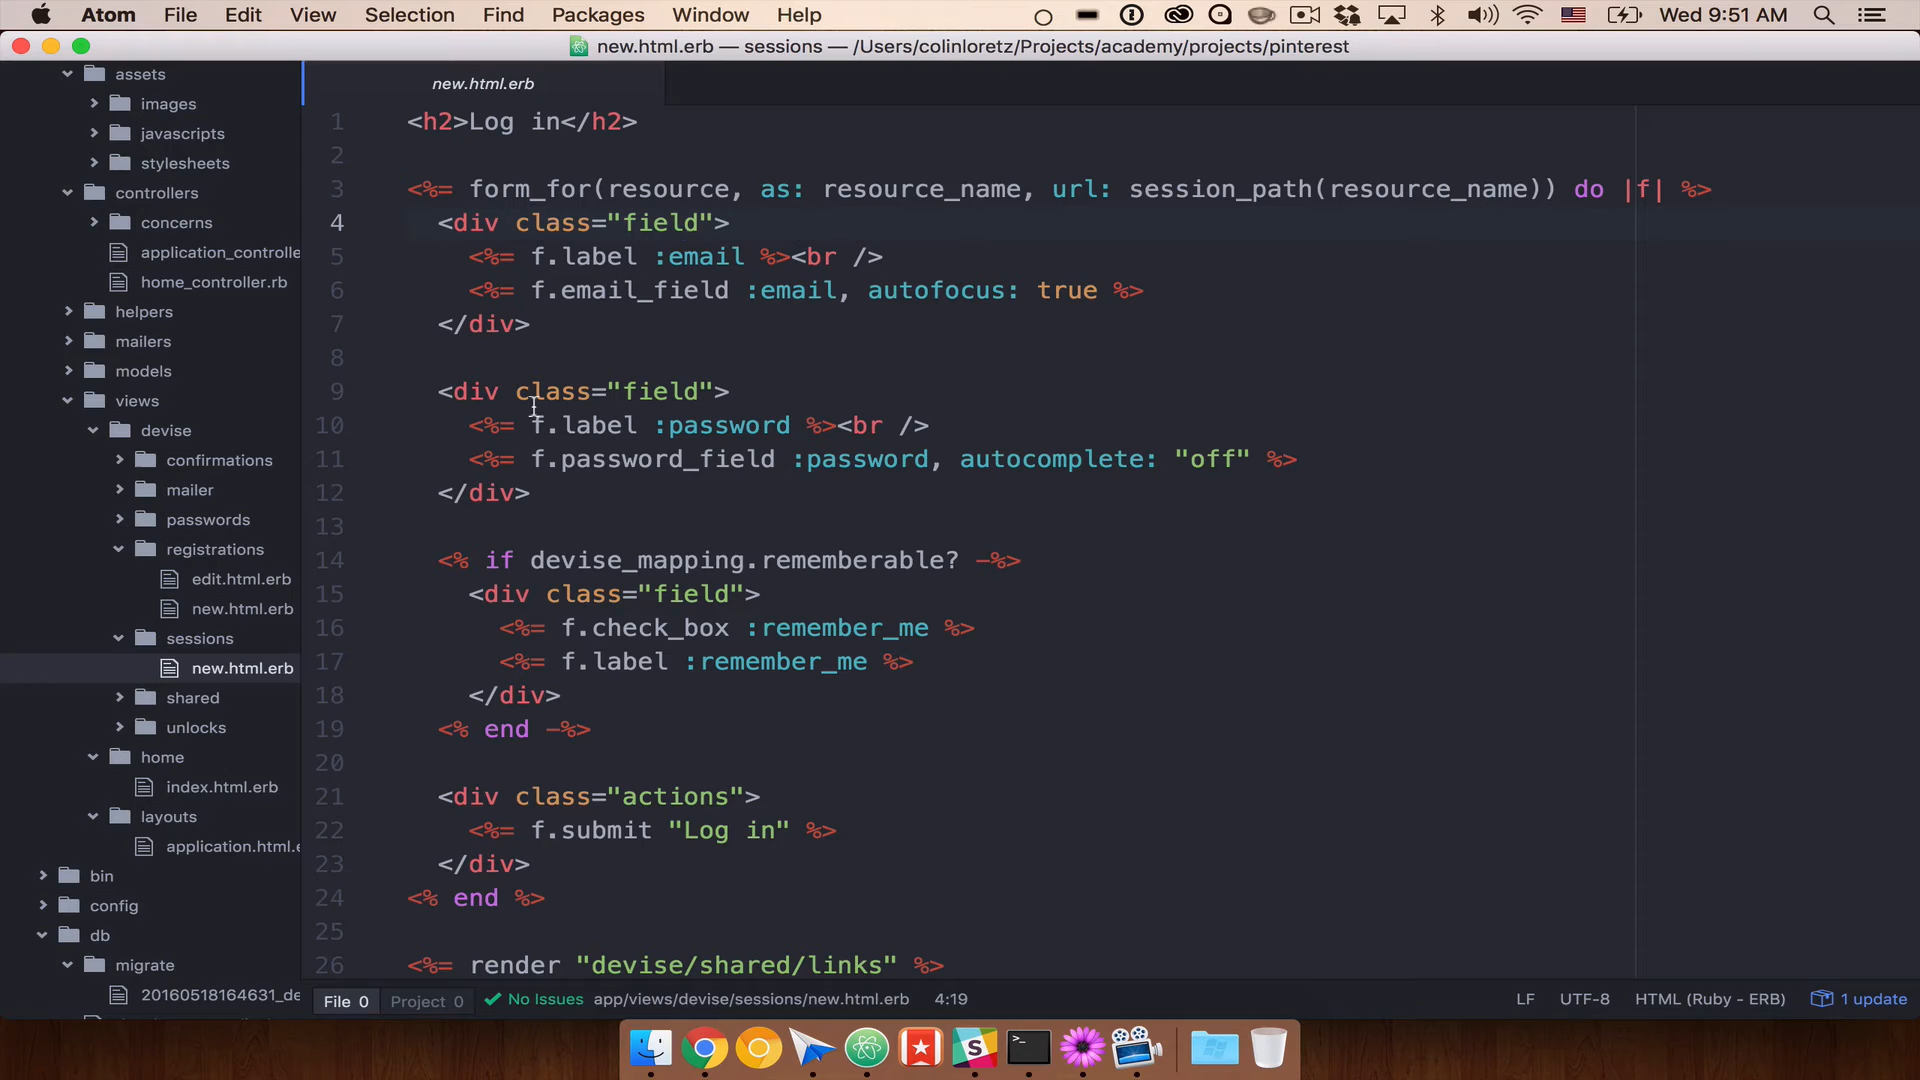 Atom File Edit View Selection Find Packages Window Help Wed 9:51 AM
new.html.erb — sessions — /Users/colinloretz/Projects/academy/projects/pinterest
assets
images
javascripts
stylesheets
controllers
concerns
application_controlle
home_controller.rb
helpers
mailers
models
views
devise
confirmations
mailer
passwords
registrations
edit.html.erb
new.html.erb
sessions
new.html.erb
shared
unlocks
home
index.html.erb
layouts
application.html.e
bin
config
db
migrate
20160518164631_de
new.html.erb
1 <h2>Log in</h2>
2
3 <%= form_for(resource, as: resource_name, url: session_path(resource_name)) do |f| %>
4 <div class="field">
5 <%= f.label :email %><br />
6 <%= f.email_field :email, autofocus: true %>
7 </div>
8
9 <div class="field">
10 <%= f.label :password %><br />
11 <%= f.password_field :password, autocomplete: "off" %>
12 </div>
13
14 <% if devise_mapping.rememberable? -%>
15 <div class="field">
16 <%= f.check_box :remember_me %>
17 <%= f.label :remember_me %>
18 </div>
19 <% end -%>
20
21 <div class="actions">
22 <%= f.submit "Log in" %>
23 </div>
24 <% end %>
25
26 <%= render "devise/shared/links" %>
File 0 Project 0 No Issues app/views/devise/sessions/new.html.erb 4:19 LF UTF-8 HTML (Ruby - ERB) 1 update